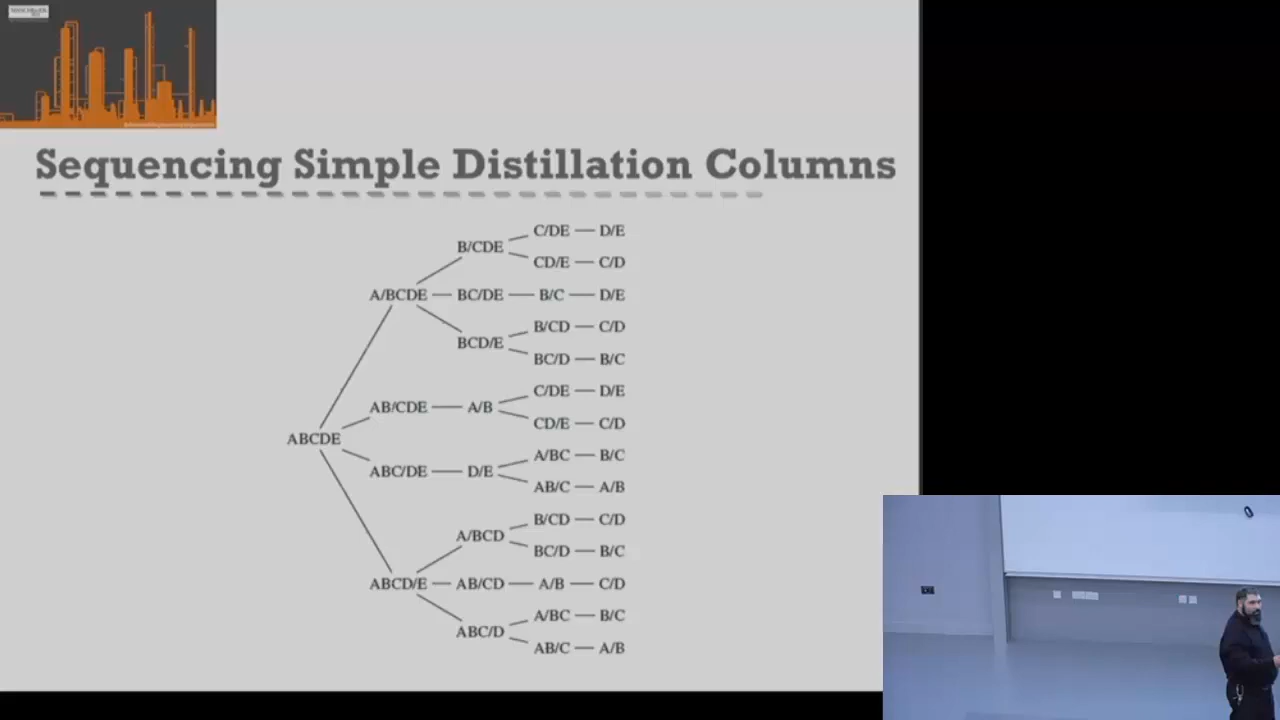 Sequencing Simple Distillation Columns
C/DE — D/E
B/CDE
CD/E — C/D
A/BCDE — BC/DE — B/C — D/E
B/CD — C/D
BCD/E
BC/D — B/C
C/DE — D/E
AB/CDE — A/B
CD/E — C/D
ABCDE
A/BC — B/C
ABC/DE — D/E
AB/C — A/B
B/CD — C/D
A/BCD
BC/D — B/C
ABCD/E — AB/CD — A/B — C/D
A/BC — B/C
ABC/D
AB/C — A/B